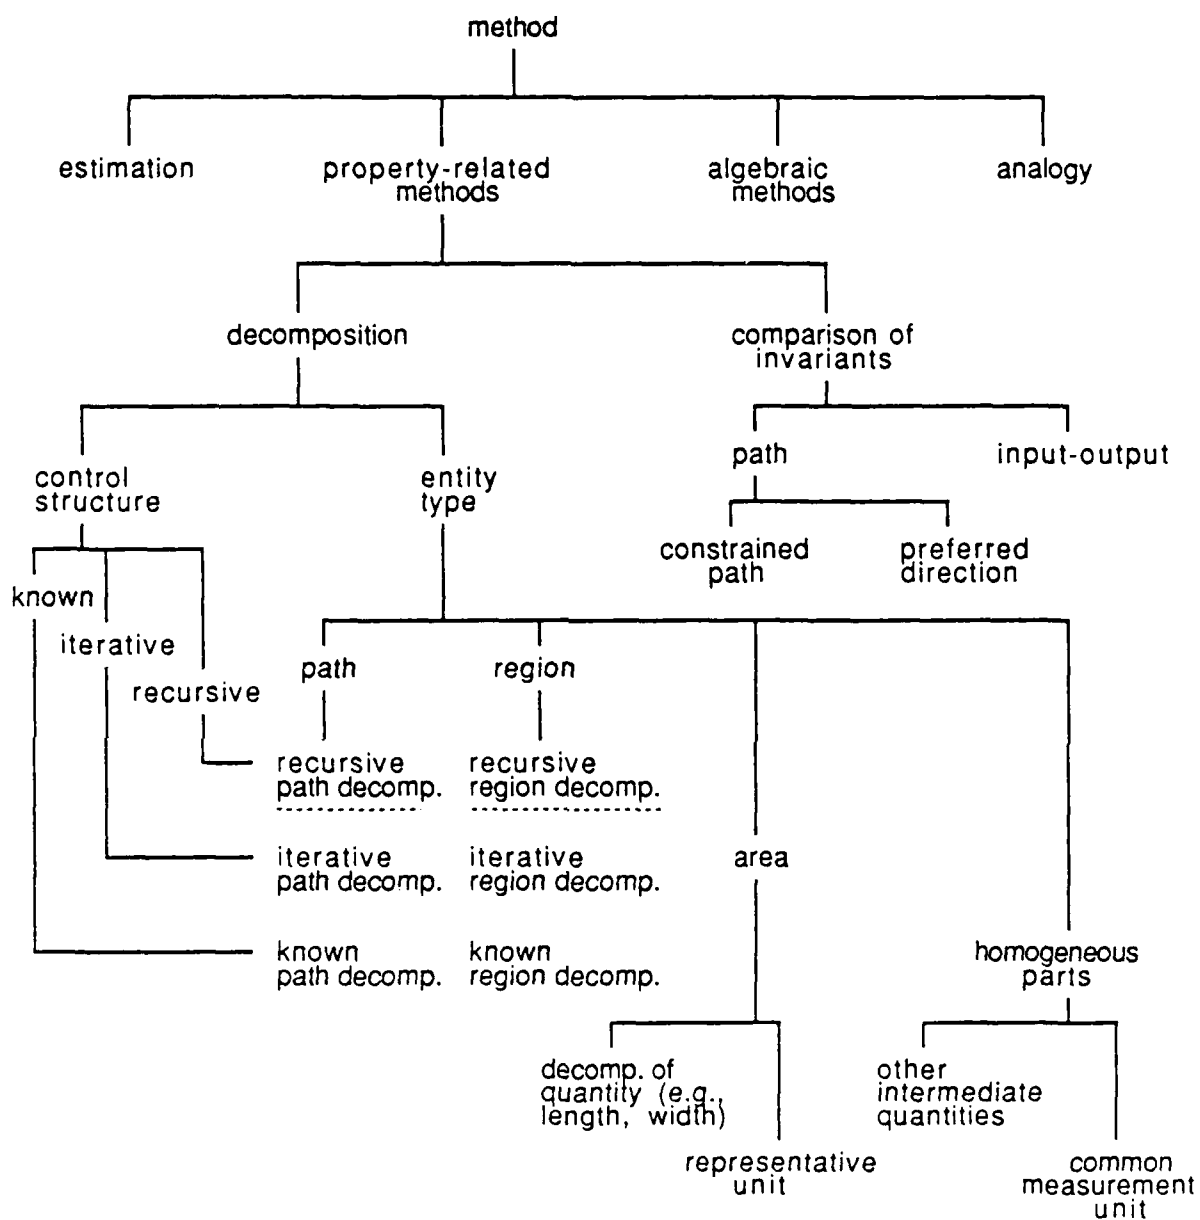 method
estimation
property-related
methods
algebraic
methods
analogy
decomposition
comparison of
invariants
control
structure
entity
type
path
input-output
constrained
path
preferred
direction
known
iterative
recursive
path
region
recursive
path decomp.
recursive
region decomp.
iterative
path decomp.
iterative
region decomp.
area
known
path decomp.
known
region decomp.
homogeneous
parts
decomp. of
quantity (e.g.,
length, width)
other
intermediate
quantities
representative
unit
common
measurement
unit